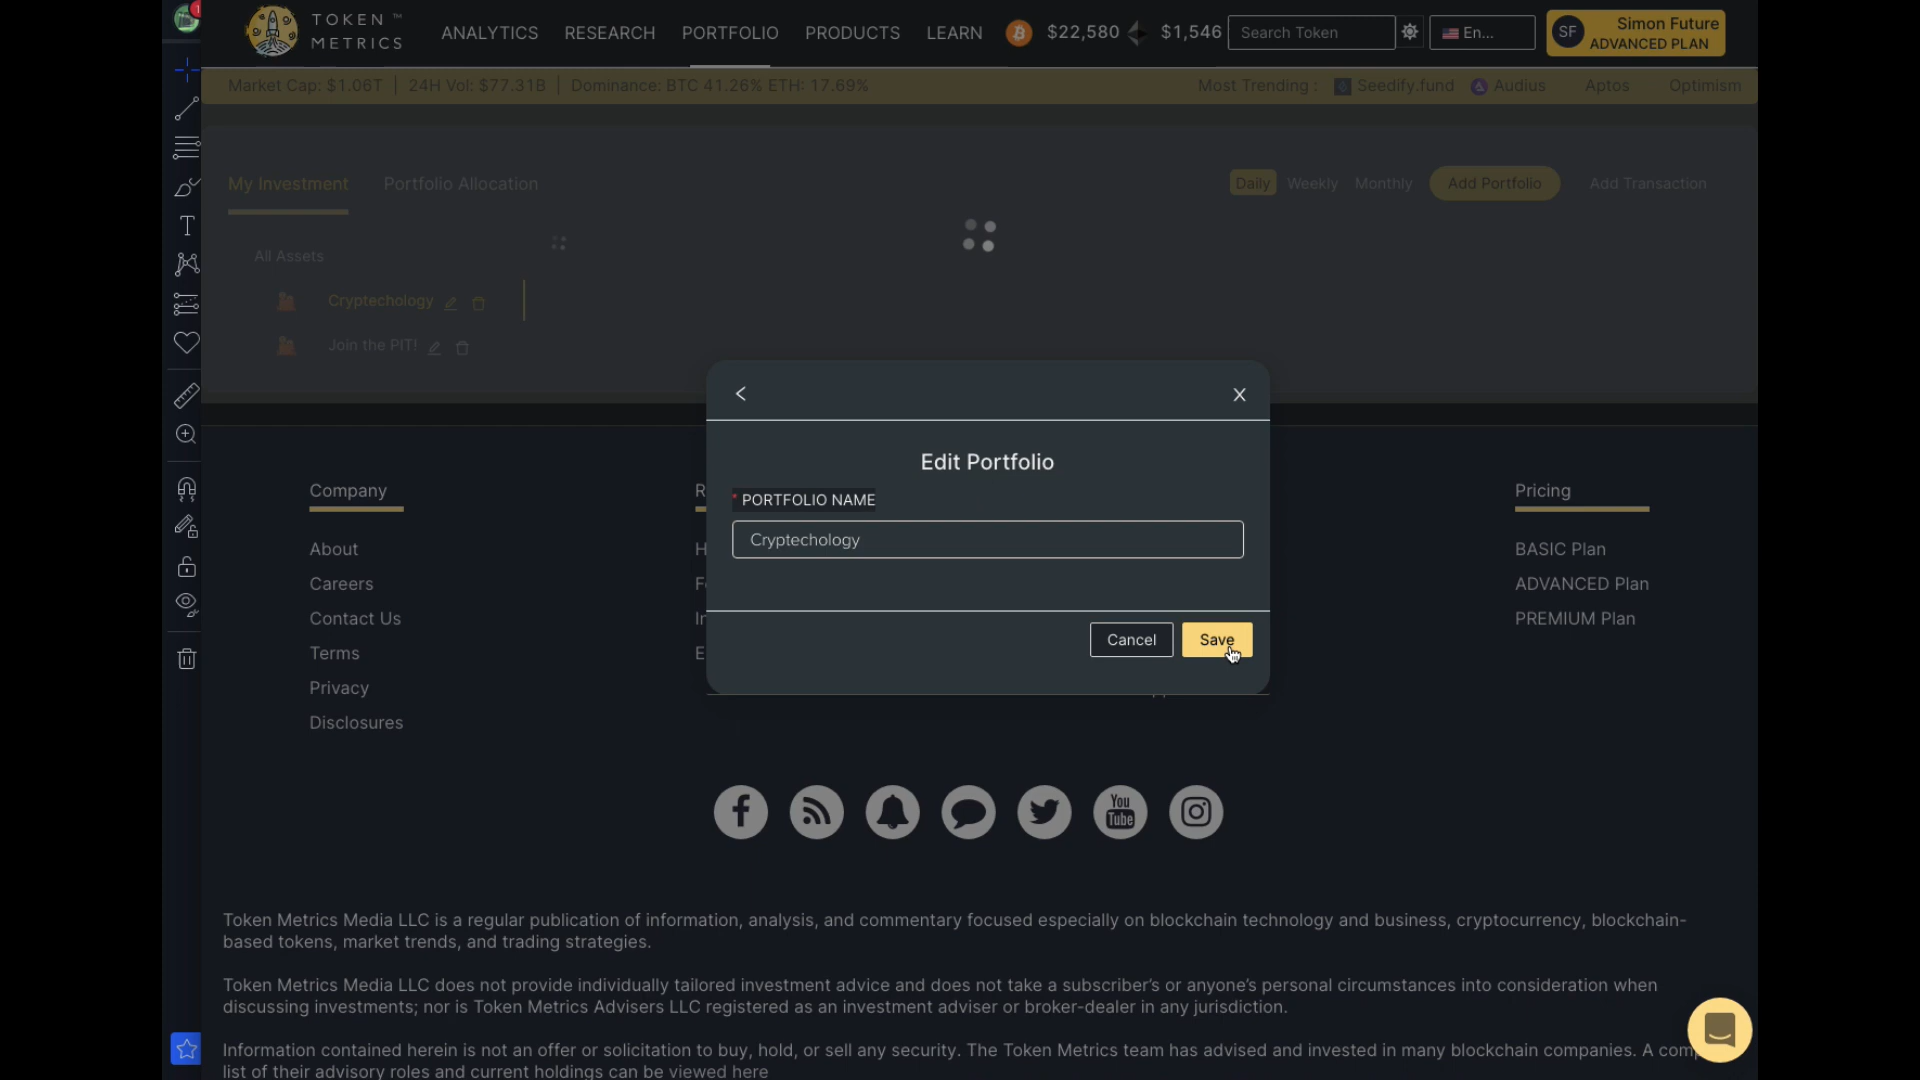 1
TOKEN ™
METRICS
ANALYTICS
RESEARCH
PORTFOLIO
PRODUCTS
LEARN
$22,580
$1,546
Search Token
En...
SF
Simon Future
ADVANCED PLAN
Market Cap: $1.06T
24H Vol: $77.31B
Dominance: BTC 41.26% ETH: 17.69%
Most Trending :
Seedify.fund
Audius
Aptos
Optimism
My Investment
Portfolio Allocation
Daily
Weekly
Monthly
Add Portfolio
Add Transaction
All Assets
Cryptechology
Join the PIT!
<
X
Edit Portfolio
* PORTFOLIO NAME
Cryptechology
Cancel
Save
Company
About
Careers
Contact Us
Terms
Privacy
Disclosures
Pricing
BASIC Plan
ADVANCED Plan
PREMIUM Plan
You
Tube
Token Metrics Media LLC is a regular publication of information, analysis, and commentary focused especially on blockchain technology and business, cryptocurrency, blockchain-
based tokens, market trends, and trading strategies.
Token Metrics Media LLC does not provide individually tailored investment advice and does not take a subscriber's or anyone's personal circumstances into consideration when
discussing investments; nor is Token Metrics Advisers LLC registered as an investment adviser or broker-dealer in any jurisdiction.
Information contained herein is not an offer or solicitation to buy, hold, or sell any security. The Token Metrics team has advised and invested in many blockchain companies. A
list of their advisory roles and current holdings can be viewed here